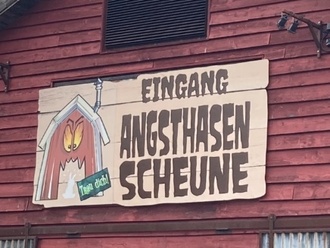 EINGANG
ANGSTHASEN
SCHEUNE
Trau dich!